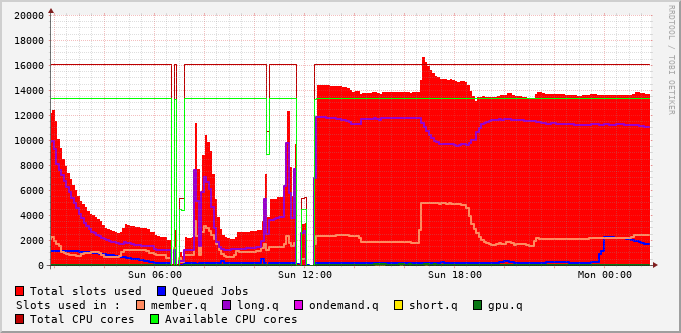 20000
18000
16000
14000
12000
10000
8000
6000
4000
2000
0
Sun 06:00 Sun 12:00 Sun 18:00 Mon 00:00
Total slots used Queued Jobs
Slots used in : member.q long.q ondemand.q short.q gpu.q
Total CPU cores Available CPU cores
RRDTOOL / TOBI OETIKER